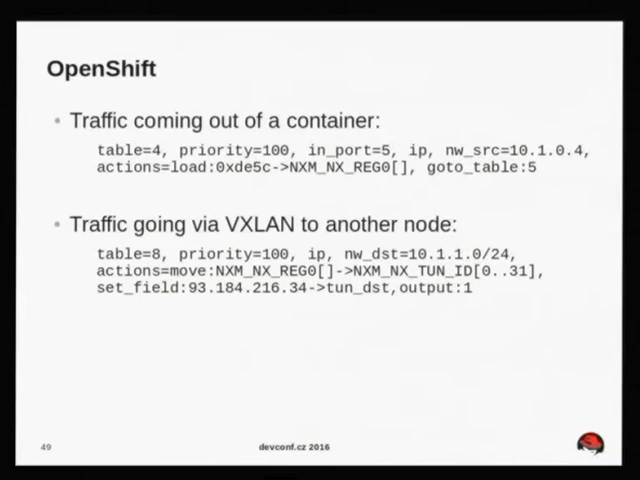 OpenShift
• Traffic coming out of a container:
table=4, priority=100, in_port=5, ip, nw_src=10.1.0.4,
actions=load:0xde5c->NXM_NX_REG0[], goto_table:5
• Traffic going via VXLAN to another node:
table=8, priority=100, ip, nw_dst=10.1.1.0/24,
actions=move:NXM_NX_REG0[]->NXM_NX_TUN_ID[0..31],
set_field:93.184.216.34->tun_dst,output:1
49
devconf.cz 2016